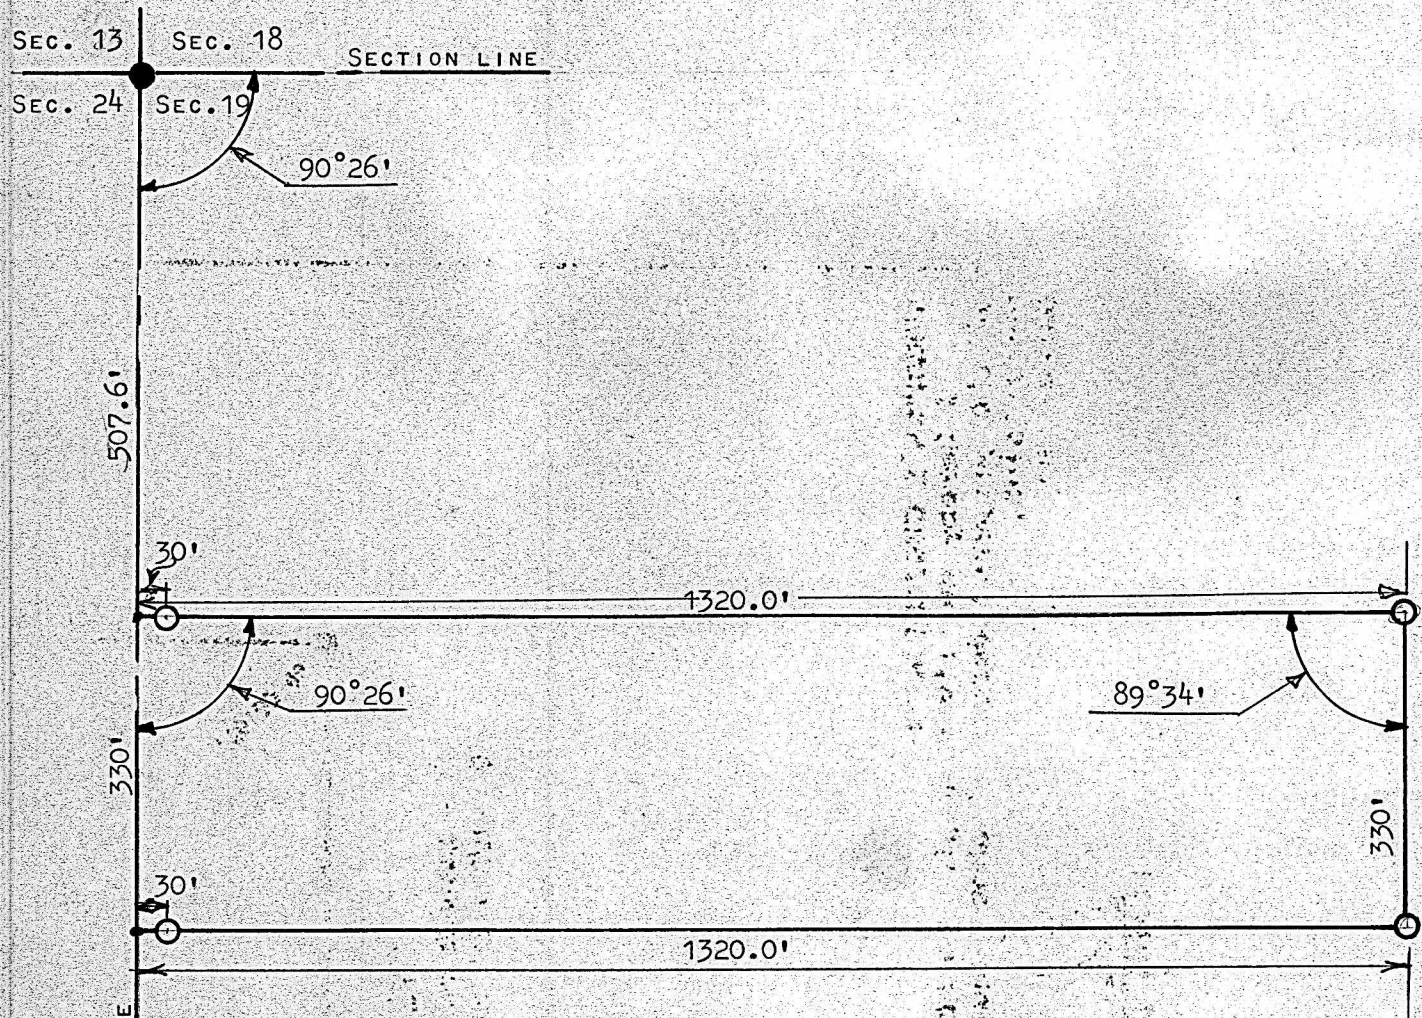 SEC. 13 SEC. 18
SECTION LINE
SEC. 24 SEC. 19
90°26'
507.6'
30'
1320.0'
90°26'
89°34'
330'
330'
30'
1320.0'
E